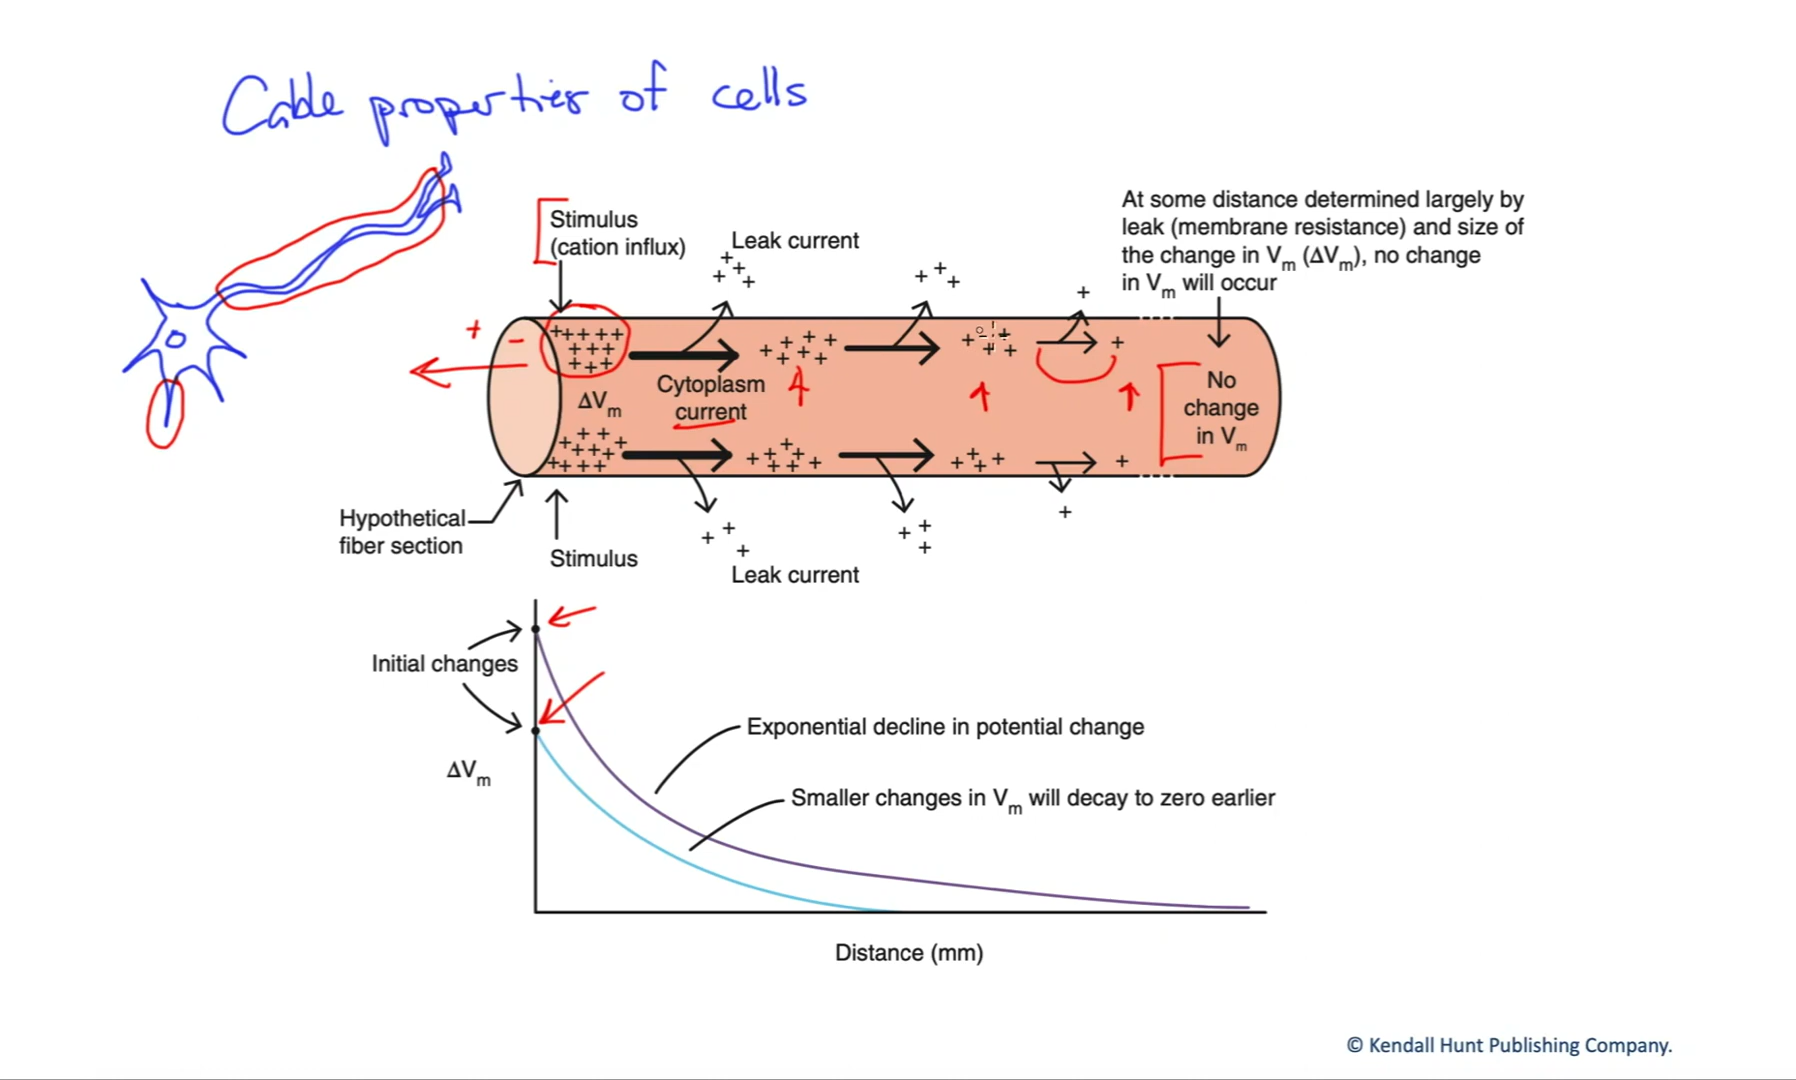 Cable properties of cells
Stimulus
(cation influx)
Leak current
At some distance determined largely by
leak (membrane resistance) and size of
the change in Vm (ΔVm), no change
in Vm will occur
Cytoplasm
current
ΔVm
No
change
in Vm
Hypothetical
fiber section
Stimulus
Leak current
Initial changes
Exponential decline in potential change
ΔVm
Smaller changes in Vm will decay to zero earlier
Distance (mm)
© Kendall Hunt Publishing Company.